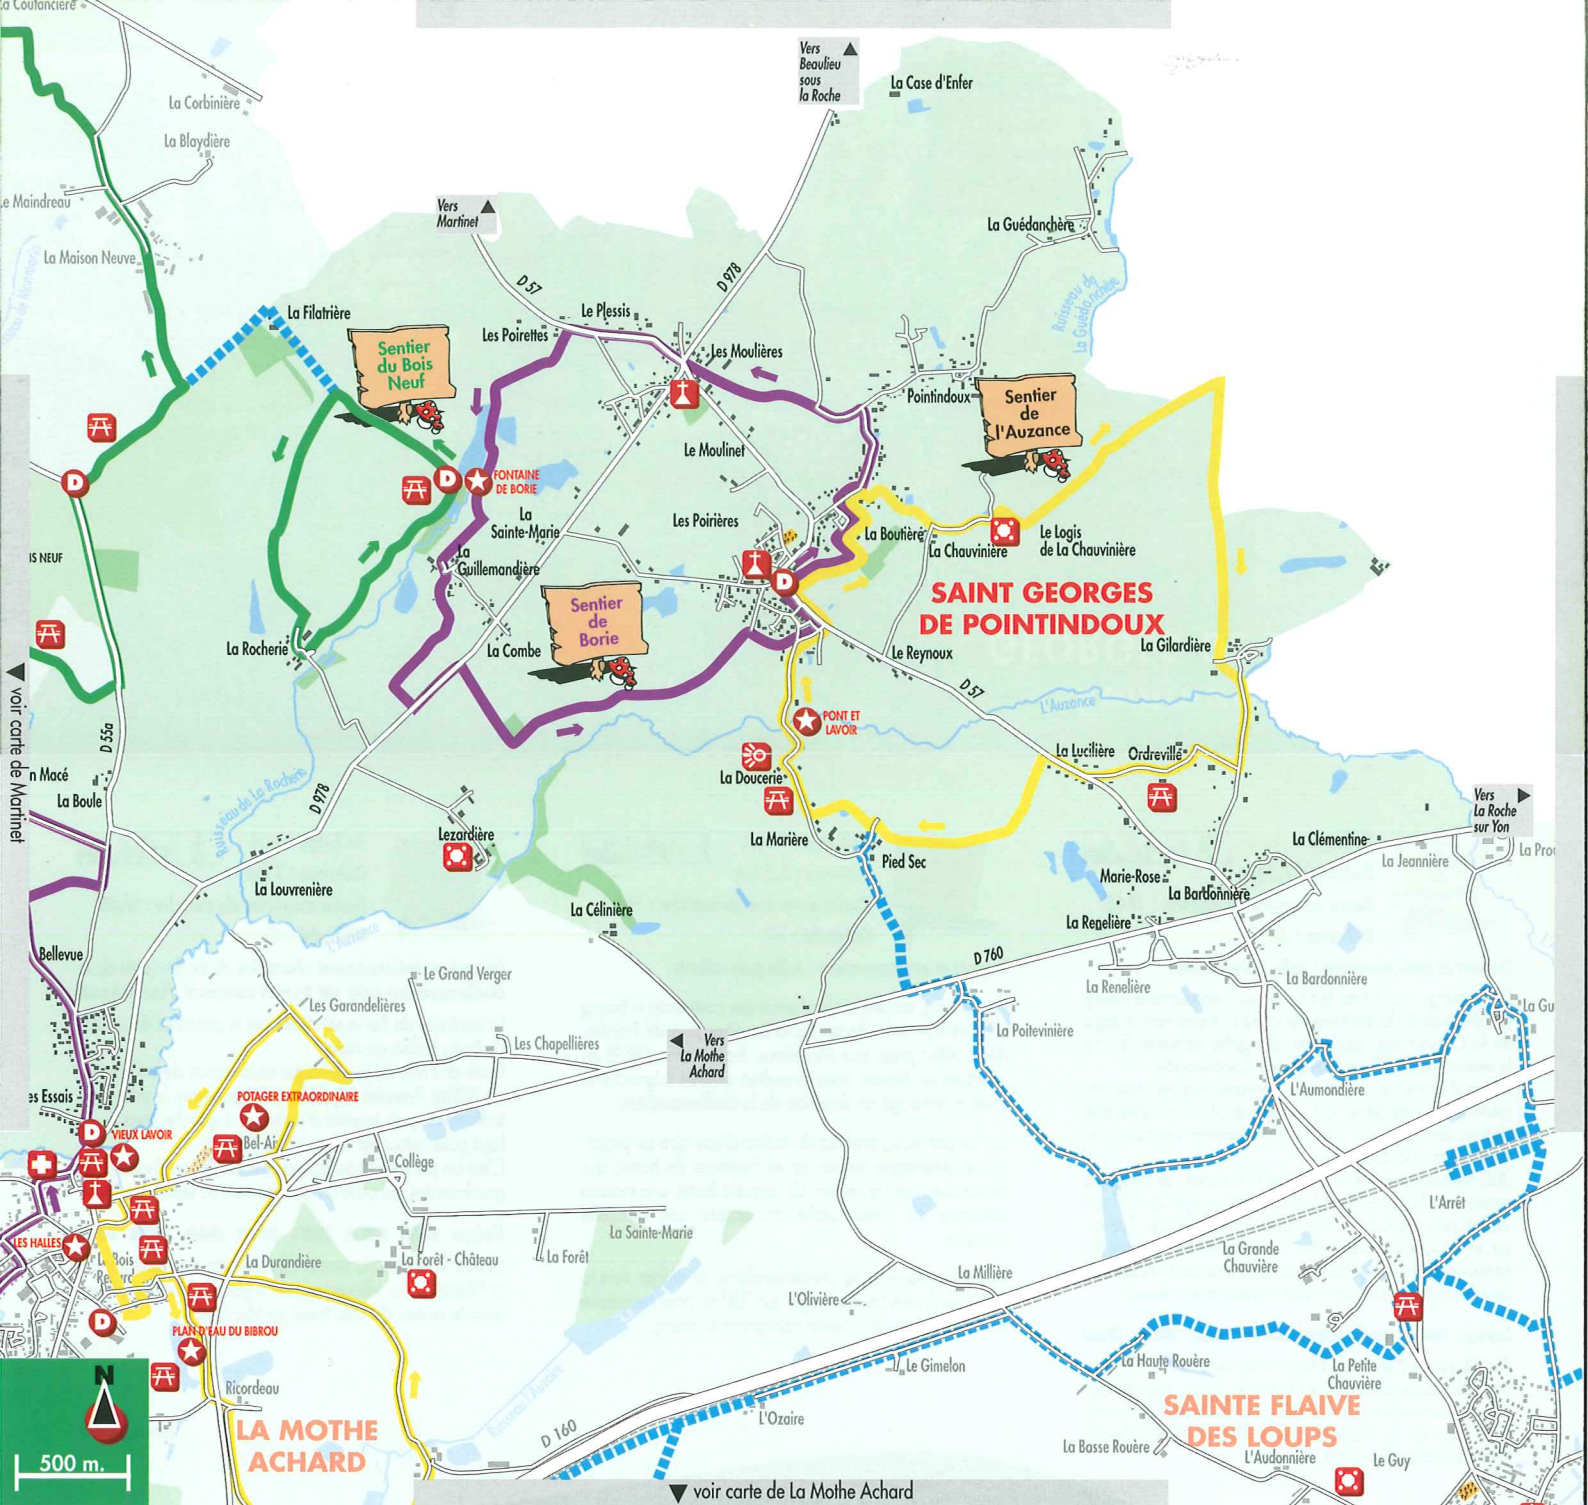 La Corbinière
La Blaydière
La Maison Neuve
Vers
Martinet
Vers
Beaulieu
sous
la Roche
La Case d'Enfer
La Guédanchère
Ruisseau de
La Guédanchère
D 57
D 978
La Filatrière
Le Plessis
Les Poirettes
Les Moulières
Sentier
du Bois
Neuf
Pointindoux
Sentier
de
l'Auzance
Le Moulinet
D
D
FONTAINE
DE BORIE
La
Sainte-Marie
Les Poirières
La Boutière
La Chauvinière
Le Logis
de La Chauvinière
La
Guillemandière
D
SAINT GEORGES
DE POINTINDOUX
Sentier
de
Borie
La Rocherie
La Combe
Le Reynoux
La Gilardière
D 57
L'Auzance
PONT ET
LAVOIR
voir carte de Martinet
D 55a
La Lucilière
Ordreville
La Doucerie
La Boule
Ruisseau de La Rocherie
D 978
Vers
La Roche
sur Yon
Lezardière
La Marière
Pied Sec
La Clémentine
La Jeannière
Marie-Rose
La Bardonnière
La Louvrenière
La Célinière
La Renelière
L'Auzance
Bellevue
D 760
Le Grand Verger
La Renelière
La Bardonnière
Les Garandelières
La Poitevinière
Les Chapellières
Vers
La Mothe
Achard
L'Aumondière
POTAGER EXTRAORDINAIRE
D
VIEUX LAVOIR
Bel-Air
Collège
L'Arrêt
La Sainte-Marie
LES HALLES
La Durandière
La Forêt - Château
La Forêt
La Grande
Chauvière
La Millière
L'Olivière
D
PLAN D'EAU DU BIBROU
La Haute Rouère
La Petite
Chauvière
Le Gimelon
Ricordeau
N
500 m.
LA MOTHE
ACHARD
L'Ozaire
D 160
SAINTE FLAIVE
DES LOUPS
La Basse Rouère
L'Audonnière
Le Guy
voir carte de La Mothe Achard